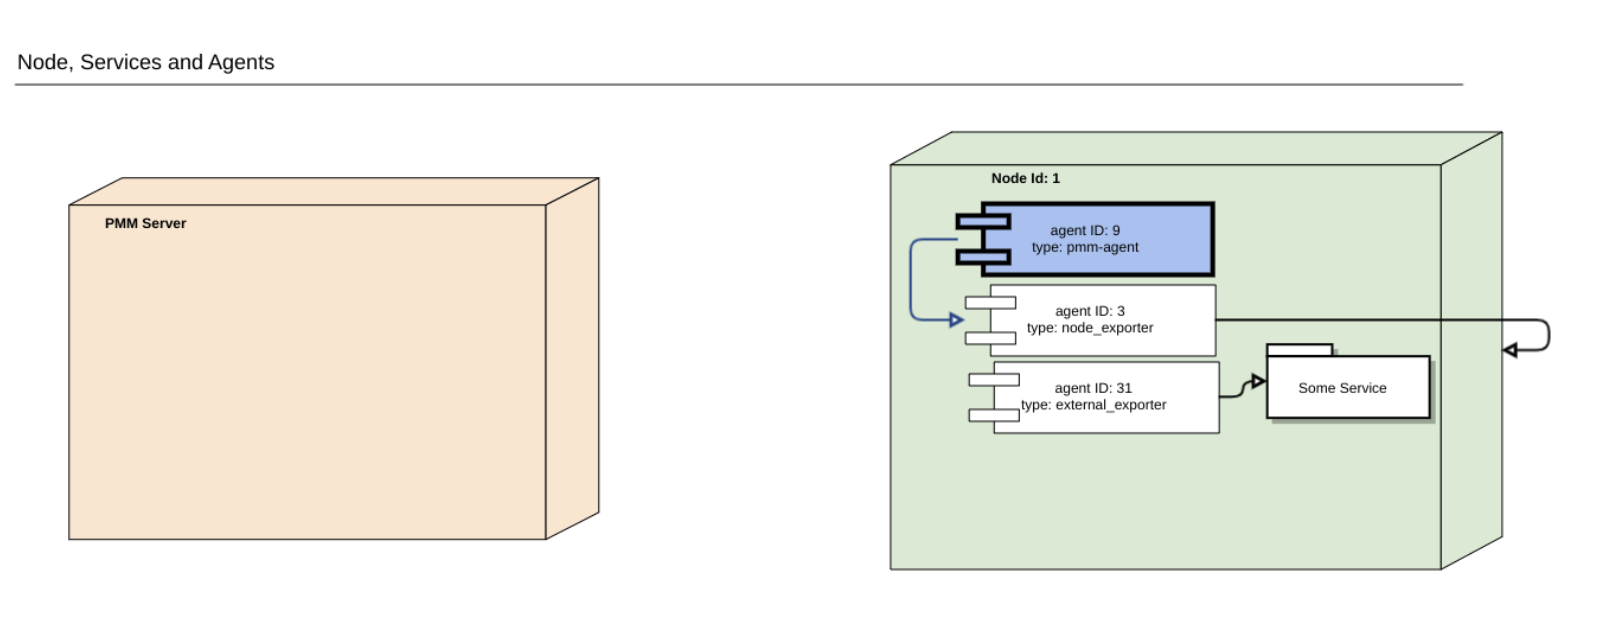 Node, Services and Agents
PMM Server
Node Id: 1
agent ID: 9
type: pmm-agent
agent ID: 3
type: node_exporter
agent ID: 31
type: external_exporter
Some Service